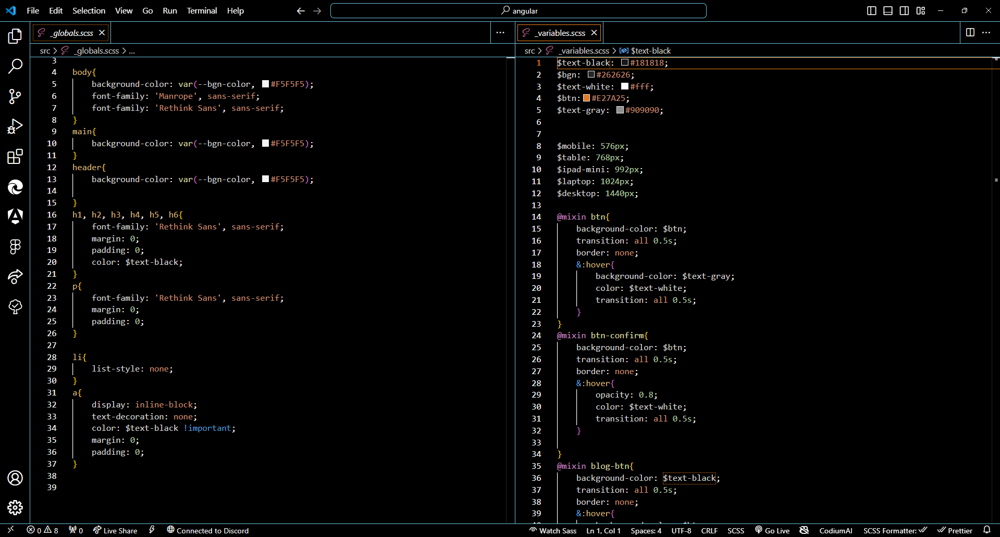 File Edit Selection View Go Run Terminal Help
angular
_globals.scss
_variables.scss
src > _globals.scss > ...
3
4 body{
5 background-color: var(--bgn-color, #F5F5F5);
6 font-family: 'Manrope', sans-serif;
7 font-family: 'Rethink Sans', sans-serif;
8 }
9 main{
10 background-color: var(--bgn-color, #F5F5F5);
11 }
12 header{
13 background-color: var(--bgn-color, #F5F5F5);
14
15 }
16 h1, h2, h3, h4, h5, h6{
17 font-family: 'Rethink Sans', sans-serif;
18 margin: 0;
19 padding: 0;
20 color: $text-black;
21 }
22 p{
23 font-family: 'Rethink Sans', sans-serif;
24 margin: 0;
25 padding: 0;
26 }
27
28 li{
29 list-style: none;
30 }
31 a{
32 display: inline-block;
33 text-decoration: none;
34 color: $text-black !important;
35 margin: 0;
36 padding: 0;
37 }
38
39
src > _variables.scss > $text-black
1 $text-black: #181818;
2 $bgn: #262626;
3 $text-white: #fff;
4 $btn: #E27A25;
5 $text-gray: #909090;
6
7
8 $mobile: 576px;
9 $table: 768px;
10 $ipad-mini: 992px;
11 $laptop: 1024px;
12 $desktop: 1440px;
13
14 @mixin btn{
15 background-color: $btn;
16 transition: all 0.5s;
17 border: none;
18 &:hover{
19 background-color: $text-gray;
20 color: $text-white;
21 transition: all 0.5s;
22 }
23 }
24 @mixin btn-confirm{
25 background-color: $btn;
26 transition: all 0.5s;
27 border: none;
28 &:hover{
29 opacity: 0.8;
30 color: $text-white;
31 transition: all 0.5s;
32 }
33
34 }
35 @mixin blog-btn{
36 background-color: $text-black;
37 transition: all 0.5s;
38 border: none;
39 &:hover{
0 8 0 Live Share Connected to Discord Watch Sass Ln 1, Col 1 Spaces: 4 UTF-8 CRLF SCSS Go Live CodiumAI SCSS Formatter: Prettier